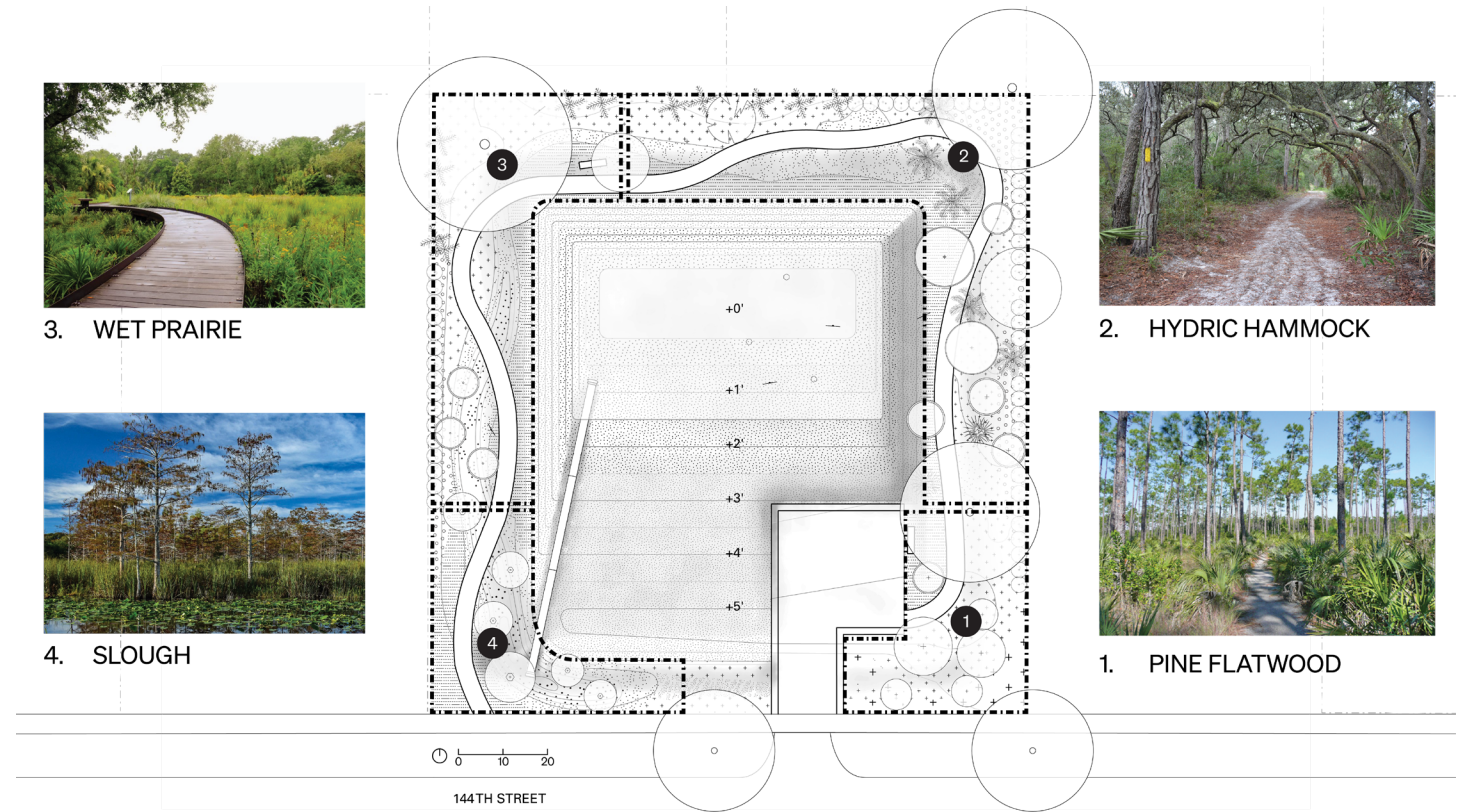 3
2
+0'
3. WET PRAIRIE
2. HYDRIC HAMMOCK
+1'
+2'
+3'
+4'
+5'
1
4
4. SLOUGH
1. PINE FLATWOOD
0 10 20
144TH STREET